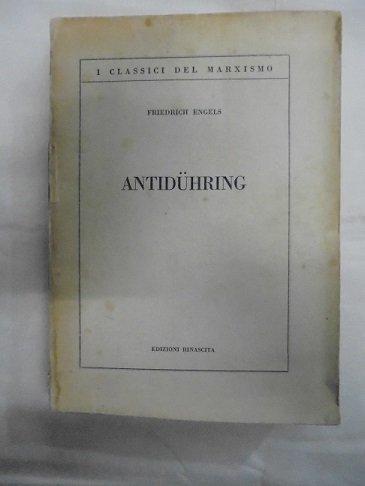 I CLASSICI DEL MARXISMO
FRIEDRICH ENGELS
ANTIDÜHRING
EDIZIONI RINASCITA